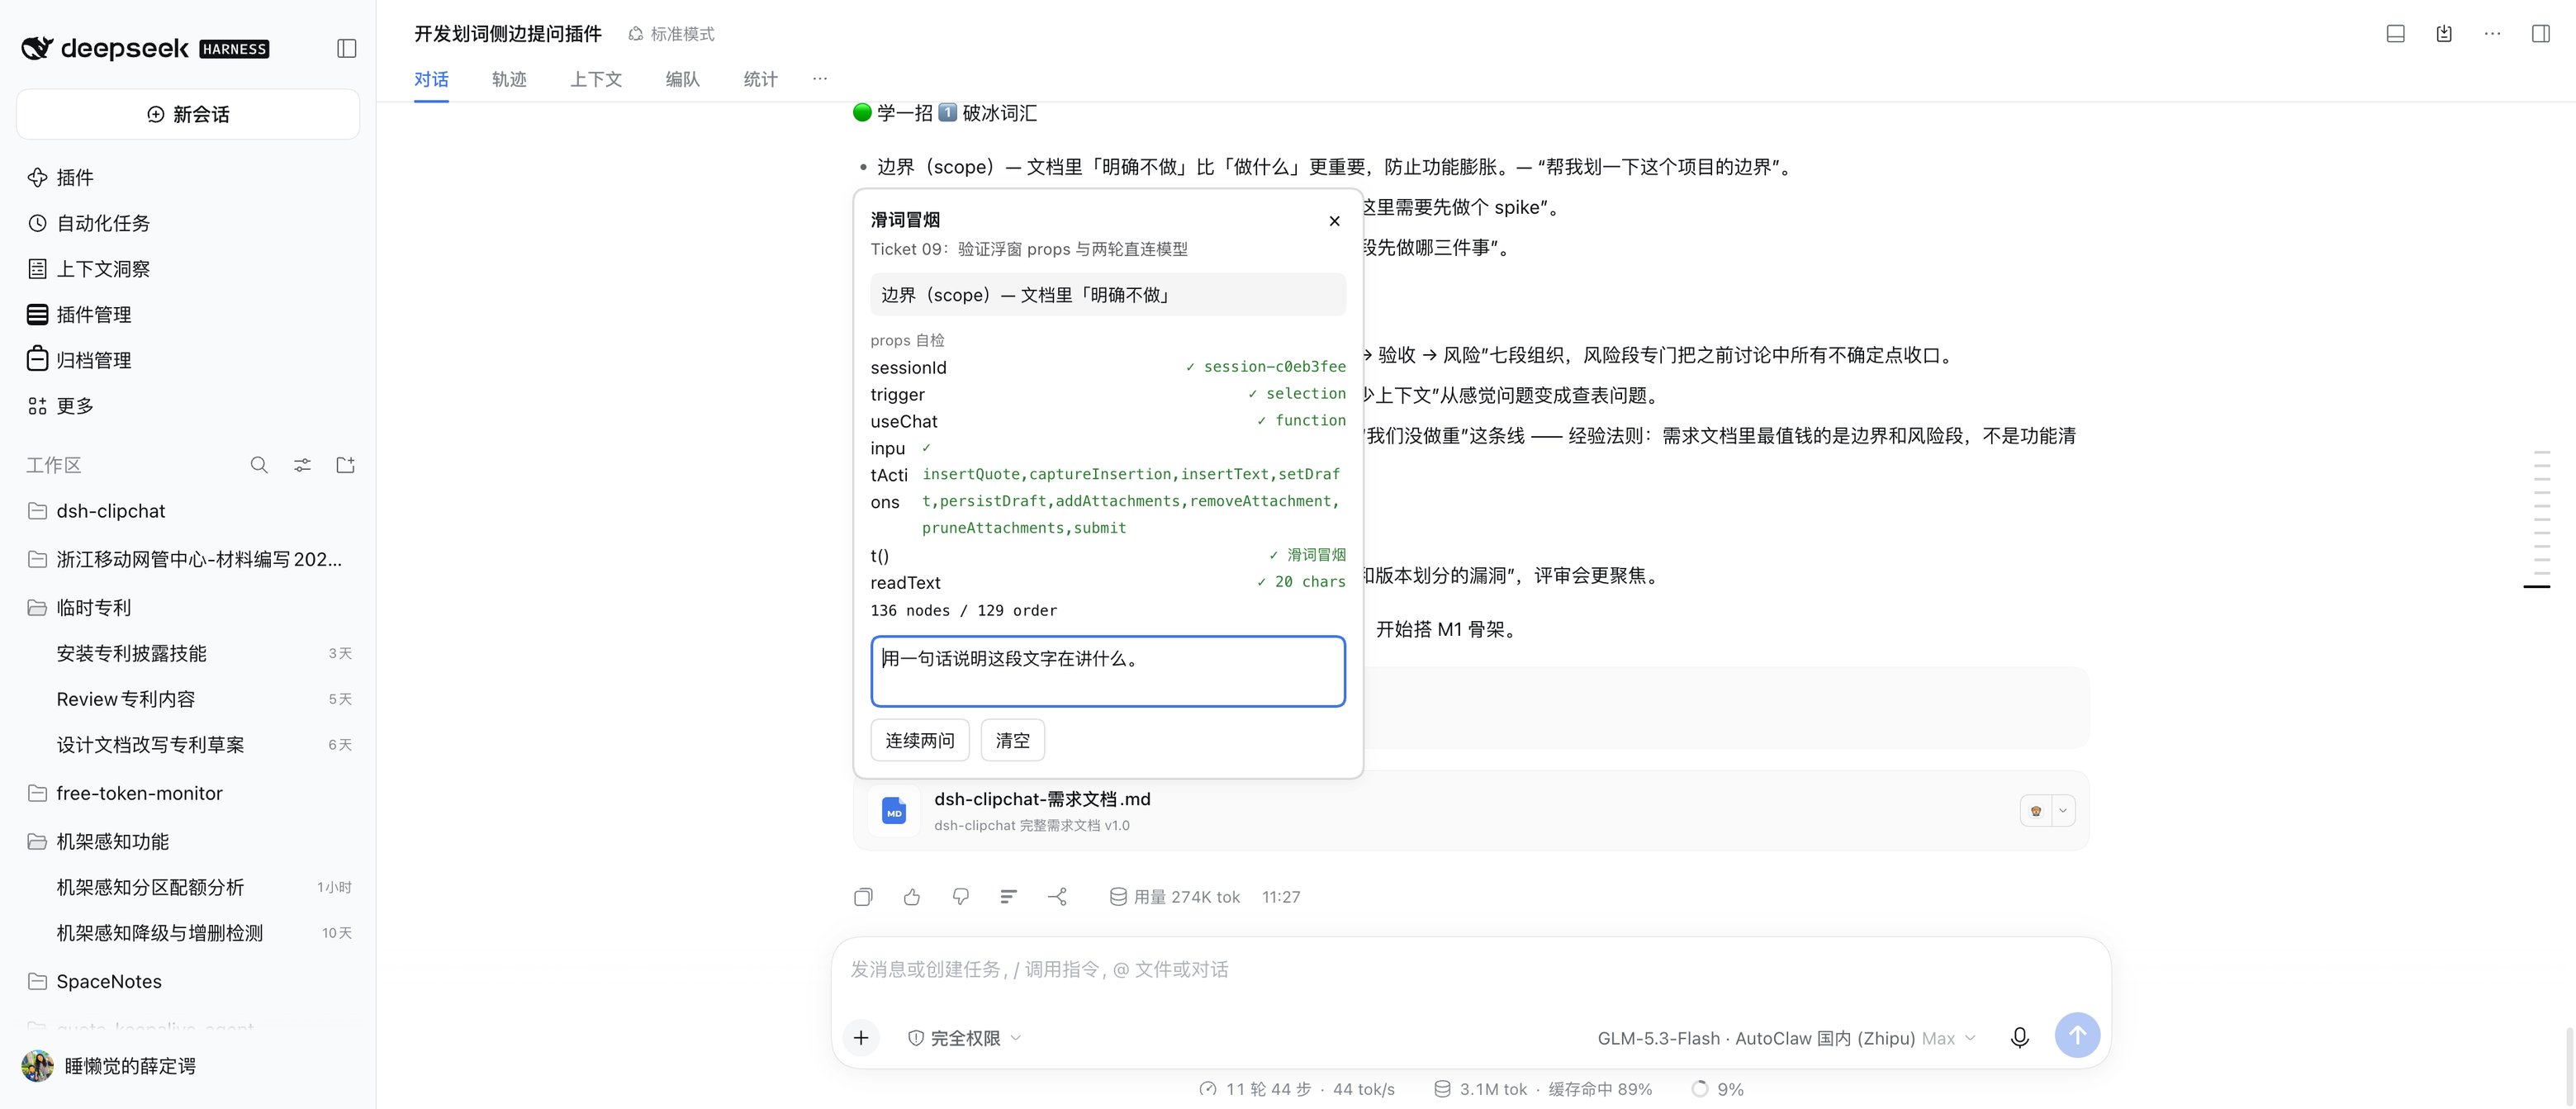 deepseek HARNESS
新会话
插件
自动化任务
上下文洞察
插件管理
归档管理
更多
工作区
dsh-clipchat
浙江移动网管中心-材料编写202...
临时专利
安装专利披露技能 3天
Review专利内容 5天
设计文档改写专利草案 6天
free-token-monitor
机架感知功能
机架感知分区配额分析 1小时
机架感知降级与增删检测 10天
SpaceNotes
睡懒觉的薛定谔
开发划词侧边提问插件 标准模式
对话 轨迹 上下文 编队 统计 ···
学一招 1 破冰词汇
• 边界（scope）— 文档里「明确不做」比「做什么」更重要，防止功能膨胀。— “帮我划一下这个项目的边界”。
这里需要先做个 spike”。
段先做哪三件事”。
→ 验收 → 风险”七段组织，风险段专门把之前讨论中所有不确定点收口。
少上下文”从感觉问题变成查表问题。
“我们没做重”这条线 —— 经验法则：需求文档里最值钱的是边界和风险段，不是功能清
和版本划分的漏洞”，评审会更聚焦。
开始搭 M1 骨架。
滑词冒烟 ×
Ticket 09：验证浮窗 props 与两轮直连模型
边界（scope）— 文档里「明确不做」
props 自检
sessionId ✓ session-c0eb3fee
trigger ✓ selection
useChat ✓ function
inpu ✓
tActi insertQuote,captureInsertion,insertText,setDraf
ons t,persistDraft,addAttachments,removeAttachment,
pruneAttachments,submit
t() ✓ 滑词冒烟
readText ✓ 20 chars
136 nodes / 129 order
用一句话说明这段文字在讲什么。
连续两问 清空
MD
dsh-clipchat-需求文档.md
dsh-clipchat 完整需求文档 v1.0
用量 274K tok 11:27
发消息或创建任务, / 调用指令, @ 文件或对话
完全权限
GLM-5.3-Flash · AutoClaw 国内 (Zhipu) Max
11 轮 44 步 · 44 tok/s 3.1M tok · 缓存命中 89% 9%